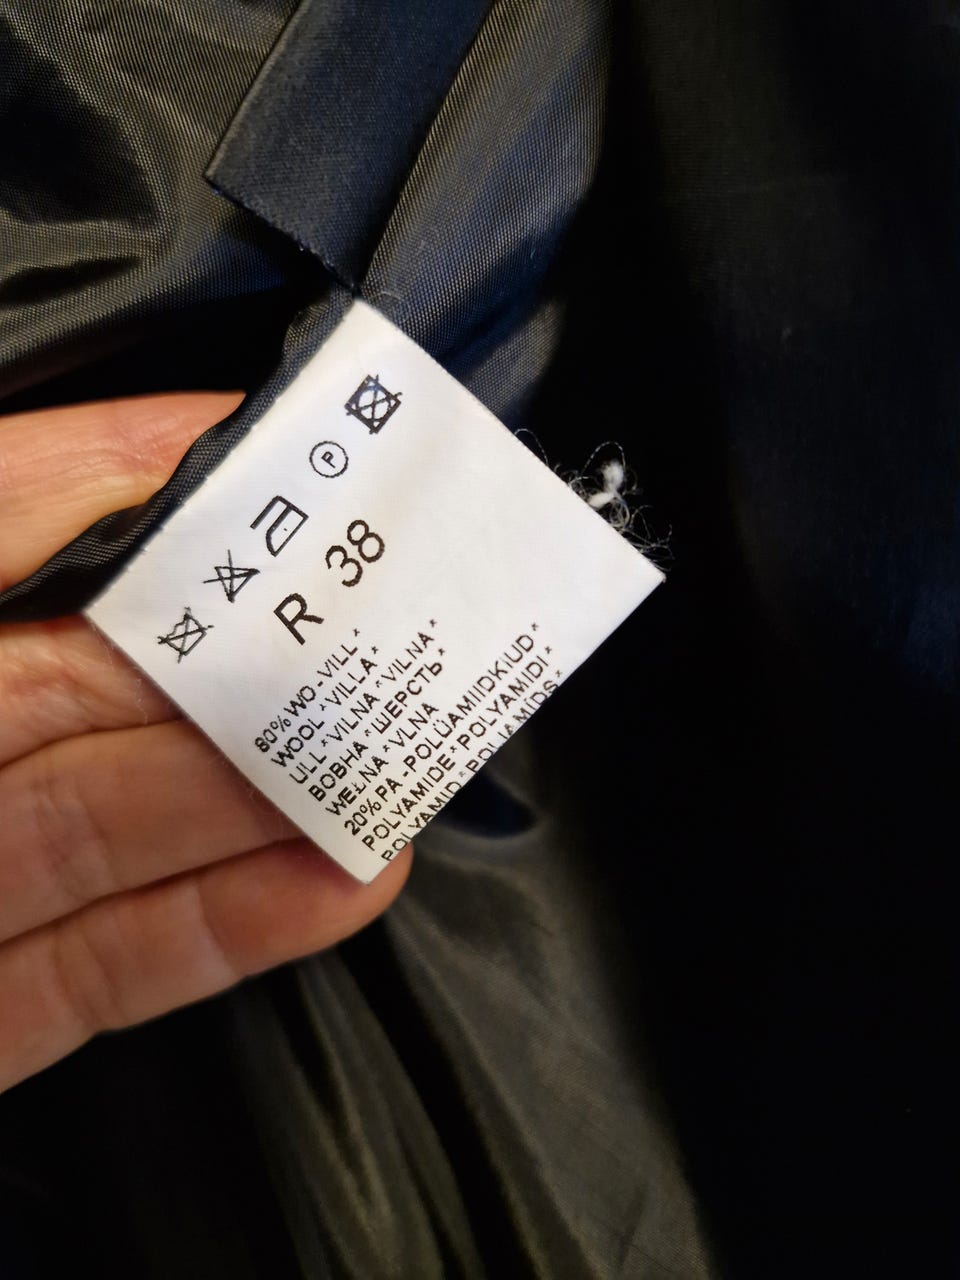 P
R 38
80% WO-VILL*
WOOL*VILLA*
ULL*VILNA*VILNA*
ВОВНА*ШЕРСТЬ*
WEŁNA*VLNA
20%PA-POLÜAMIIDKIUD*
POLYAMIDE*POLYAMIDI*
POLYAMID*POLIAMĪDS*